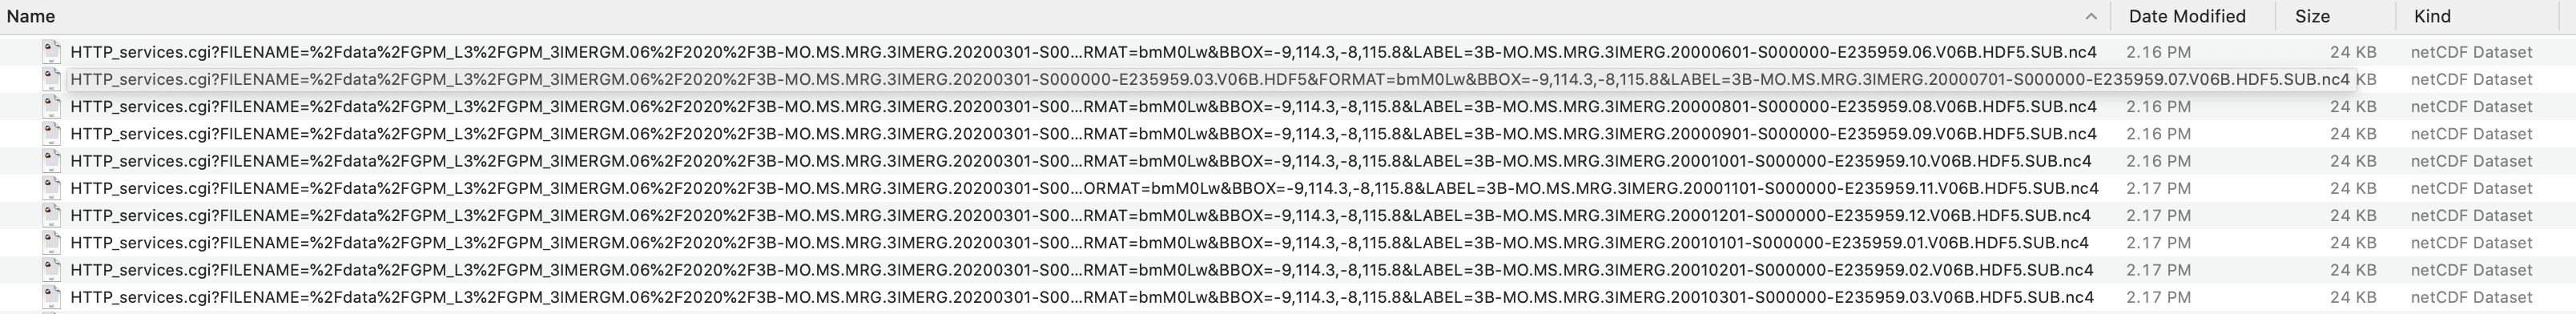 Name Date Modified Size Kind
HTTP_services.cgi?FILENAME=%2Fdata%2FGPM_L3%2FGPM_3IMERGM.06%2F2020%2F3B-MO.MS.MRG.3IMERG.20200301-S00...RMAT=bmM0Lw&BBOX=-9,114.3,-8,115.8&LABEL=3B-MO.MS.MRG.3IMERG.20000601-S000000-E235959.06.V06B.HDF5.SUB.nc4 2.16 PM 24 KB netCDF Dataset
HTTP_services.cgi?FILENAME=%2Fdata%2FGPM_L3%2FGPM_3IMERGM.06%2F2020%2F3B-MO.MS.MRG.3IMERG.20200301-S000000-E235959.03.V06B.HDF5&FORMAT=bmM0Lw&BBOX=-9,114.3,-8,115.8&LABEL=3B-MO.MS.MRG.3IMERG.20000701-S000000-E235959.07.V06B.HDF5.SUB.nc4 KB netCDF Dataset
HTTP_services.cgi?FILENAME=%2Fdata%2FGPM_L3%2FGPM_3IMERGM.06%2F2020%2F3B-MO.MS.MRG.3IMERG.20200301-S00...RMAT=bmM0Lw&BBOX=-9,114.3,-8,115.8&LABEL=3B-MO.MS.MRG.3IMERG.20000801-S000000-E235959.08.V06B.HDF5.SUB.nc4 2.16 PM 24 KB netCDF Dataset
HTTP_services.cgi?FILENAME=%2Fdata%2FGPM_L3%2FGPM_3IMERGM.06%2F2020%2F3B-MO.MS.MRG.3IMERG.20200301-S00...RMAT=bmM0Lw&BBOX=-9,114.3,-8,115.8&LABEL=3B-MO.MS.MRG.3IMERG.20000901-S000000-E235959.09.V06B.HDF5.SUB.nc4 2.16 PM 24 KB netCDF Dataset
HTTP_services.cgi?FILENAME=%2Fdata%2FGPM_L3%2FGPM_3IMERGM.06%2F2020%2F3B-MO.MS.MRG.3IMERG.20200301-S00...RMAT=bmM0Lw&BBOX=-9,114.3,-8,115.8&LABEL=3B-MO.MS.MRG.3IMERG.20001001-S000000-E235959.10.V06B.HDF5.SUB.nc4 2.16 PM 24 KB netCDF Dataset
HTTP_services.cgi?FILENAME=%2Fdata%2FGPM_L3%2FGPM_3IMERGM.06%2F2020%2F3B-MO.MS.MRG.3IMERG.20200301-S00...ORMAT=bmM0Lw&BBOX=-9,114.3,-8,115.8&LABEL=3B-MO.MS.MRG.3IMERG.20001101-S000000-E235959.11.V06B.HDF5.SUB.nc4 2.17 PM 24 KB netCDF Dataset
HTTP_services.cgi?FILENAME=%2Fdata%2FGPM_L3%2FGPM_3IMERGM.06%2F2020%2F3B-MO.MS.MRG.3IMERG.20200301-S00...RMAT=bmM0Lw&BBOX=-9,114.3,-8,115.8&LABEL=3B-MO.MS.MRG.3IMERG.20001201-S000000-E235959.12.V06B.HDF5.SUB.nc4 2.17 PM 24 KB netCDF Dataset
HTTP_services.cgi?FILENAME=%2Fdata%2FGPM_L3%2FGPM_3IMERGM.06%2F2020%2F3B-MO.MS.MRG.3IMERG.20200301-S00...RMAT=bmM0Lw&BBOX=-9,114.3,-8,115.8&LABEL=3B-MO.MS.MRG.3IMERG.20010101-S000000-E235959.01.V06B.HDF5.SUB.nc4 2.17 PM 24 KB netCDF Dataset
HTTP_services.cgi?FILENAME=%2Fdata%2FGPM_L3%2FGPM_3IMERGM.06%2F2020%2F3B-MO.MS.MRG.3IMERG.20200301-S00...RMAT=bmM0Lw&BBOX=-9,114.3,-8,115.8&LABEL=3B-MO.MS.MRG.3IMERG.20010201-S000000-E235959.02.V06B.HDF5.SUB.nc4 2.17 PM 24 KB netCDF Dataset
HTTP_services.cgi?FILENAME=%2Fdata%2FGPM_L3%2FGPM_3IMERGM.06%2F2020%2F3B-MO.MS.MRG.3IMERG.20200301-S00...RMAT=bmM0Lw&BBOX=-9,114.3,-8,115.8&LABEL=3B-MO.MS.MRG.3IMERG.20010301-S000000-E235959.03.V06B.HDF5.SUB.nc4 2.17 PM 24 KB netCDF Dataset